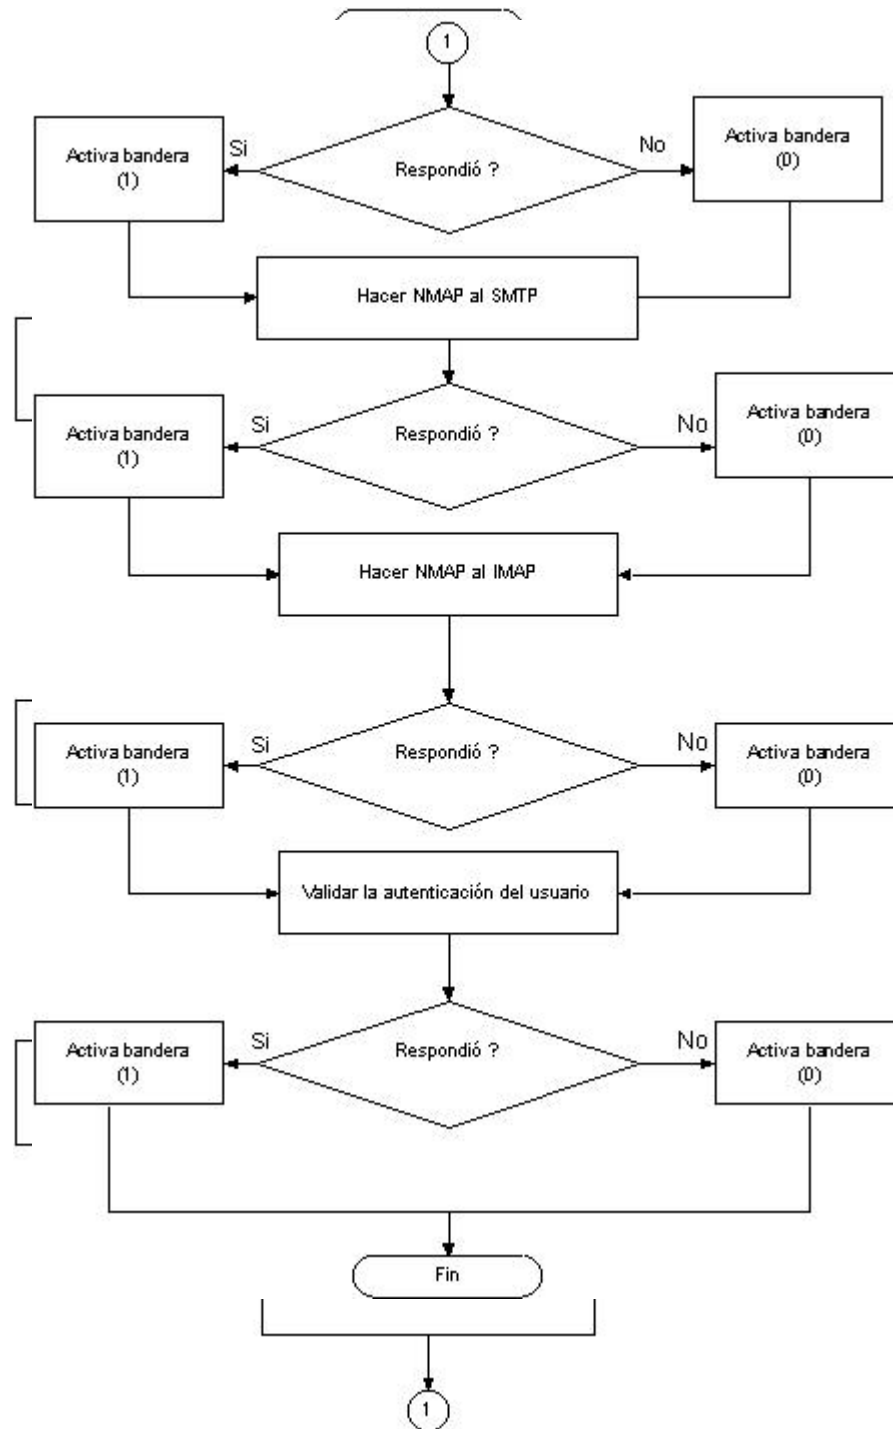 1
Respondió ?
Si
No
Activa bandera
(1)
Activa bandera
(0)
Hacer NMAP al SMTP
Respondió ?
Si
No
Activa bandera
(1)
Activa bandera
(0)
Hacer NMAP al IMAP
Respondió ?
Si
No
Activa bandera
(1)
Activa bandera
(0)
Validar la autenticación del usuario
Respondió ?
Si
No
Activa bandera
(1)
Activa bandera
(0)
Fin
1